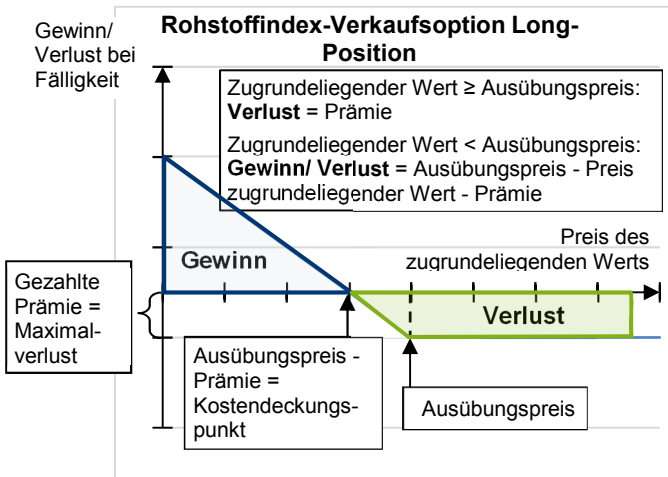 Gewinn/
Verlust bei
Fälligkeit
Rohstoffindex-Verkaufsoption Long-
Position
Zugrundeliegender Wert ≥ Ausübungspreis:
Verlust = Prämie
Zugrundeliegender Wert < Ausübungspreis:
Gewinn/ Verlust = Ausübungspreis - Preis
zugrundeliegender Wert - Prämie
Preis des
zugrundeliegenden Werts
Gewinn
Gezahlte
Prämie =
Maximal-
verlust
Verlust
Ausübungspreis -
Prämie =
Kostendeckungs-
punkt
Ausübungspreis